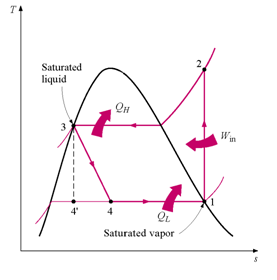 T
2
Saturated
liquid
Q_H
3
W_in
4'
4
Q_L
1
Saturated vapor
s